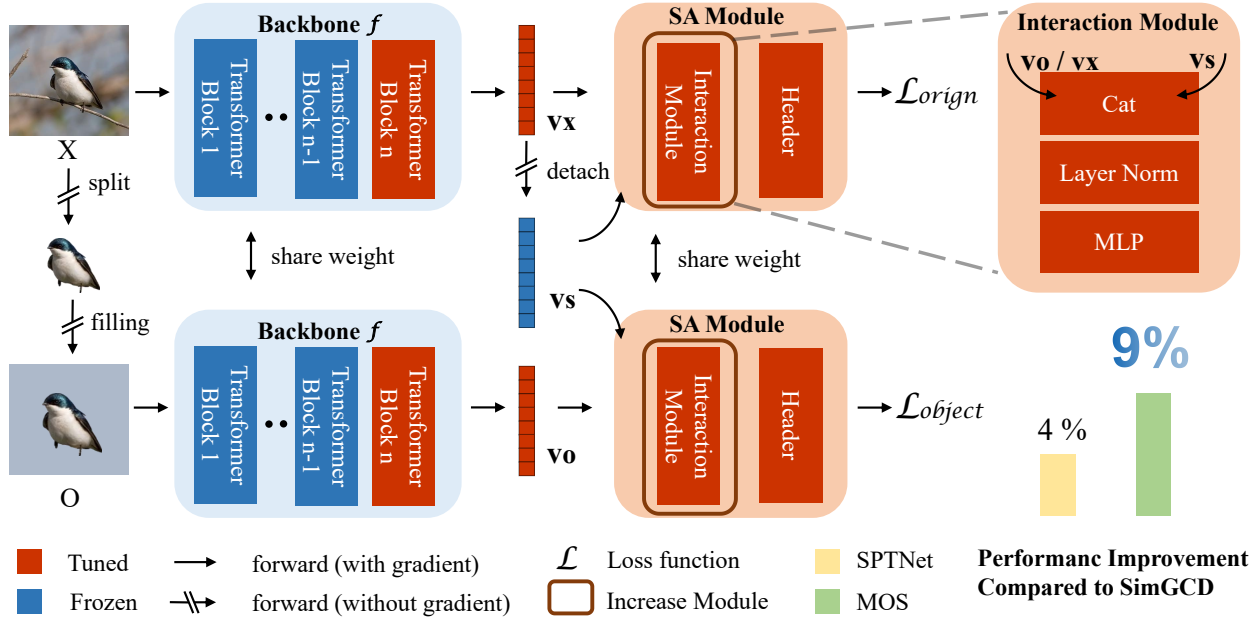 Backbone f
SA Module
Interaction Module
Transformer
Block 1
Transformer
Block n-1
Transformer
Block n
vx
Interaction
Module
Header
ℒorign
vo / vx
vs
Cat
Layer Norm
MLP
X
split
detach
share weight
share weight
vs
filling
Backbone f
SA Module
Transformer
Block 1
Transformer
Block n-1
Transformer
Block n
vo
Interaction
Module
Header
ℒobject
O
4 %
9%
Tuned
forward (with gradient)
ℒ Loss function
SPTNet
Performanc Improvement
Compared to SimGCD
Frozen
forward (without gradient)
Increase Module
MOS